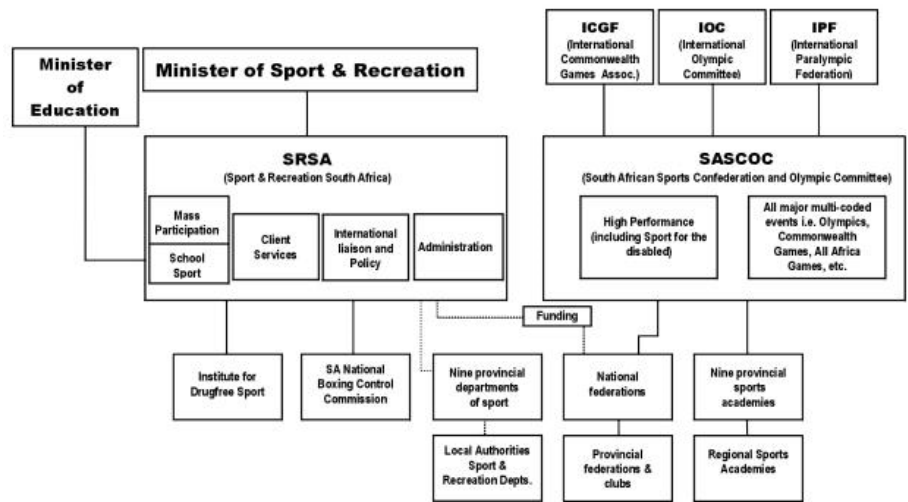 ICGF
(International
Commonwealth
Games Assoc.)
IOC
(International
Olympic
Committee)
IPF
(International
Paralympic
Federation)
Minister
of
Education
Minister of Sport & Recreation
SRSA
(Sport & Recreation South Africa)
Mass
Participation
School
Sport
Client
Services
International
liaison and
Policy
Administration
SASCOC
(South African Sports Confederation and Olympic Committee)
High Performance
(including Sport for the
disabled)
All major multi-coded
events i.e. Olympics,
Commonwealth
Games, All Africa
Games, etc.
Funding
Institute for
Drugfree Sport
SA National
Boxing Control
Commission
Nine provincial
departments
of sport
National
federations
Nine provincial
sports
academies
Local Authorities
Sport &
Recreation Depts.
Provincial
federations &
clubs
Regional Sports
Academies